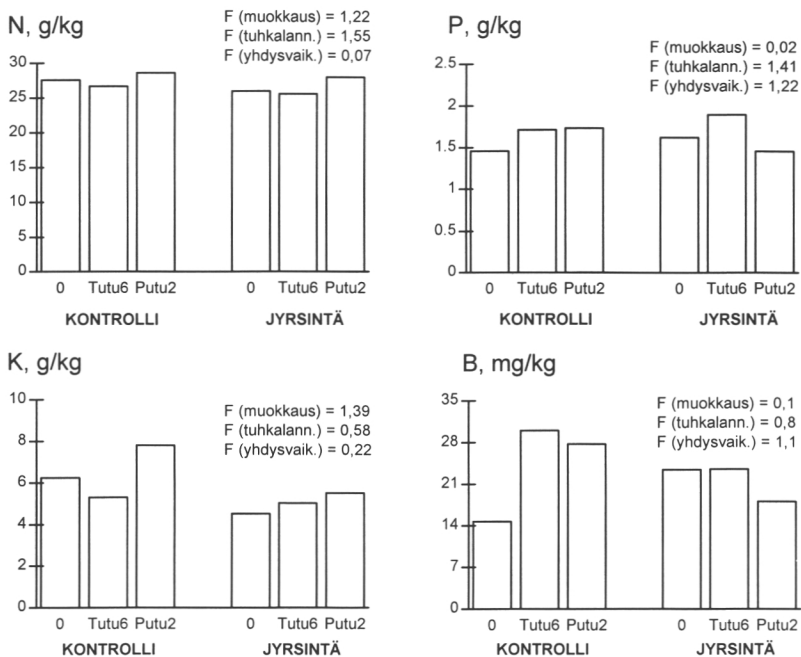 N, g/kg
F (muokkaus) = 1,22
F (tuhkalann.) = 1,55
F (yhdysvaik.) = 0,07
30
25
20
15
10
5
0
0 Tutu6 Putu2 0 Tutu6 Putu2
KONTROLLI JYRSINTÄ
P, g/kg
F (muokkaus) = 0,02
F (tuhkalann.) = 1,41
F (yhdysvaik.) = 1,22
2.5
2
1.5
1
0.5
0
0 Tutu6 Putu2 0 Tutu6 Putu2
KONTROLLI JYRSINTÄ
K, g/kg
F (muokkaus) = 1,39
F (tuhkalann.) = 0,58
F (yhdysvaik.) = 0,22
10
8
6
4
2
0
0 Tutu6 Putu2 0 Tutu6 Putu2
KONTROLLI JYRSINTÄ
B, mg/kg
F (muokkaus) = 0,1
F (tuhkalann.) = 0,8
F (yhdysvaik.) = 1,1
35
28
21
14
7
0
0 Tutu6 Putu2 0 Tutu6 Putu2
KONTROLLI JYRSINTÄ